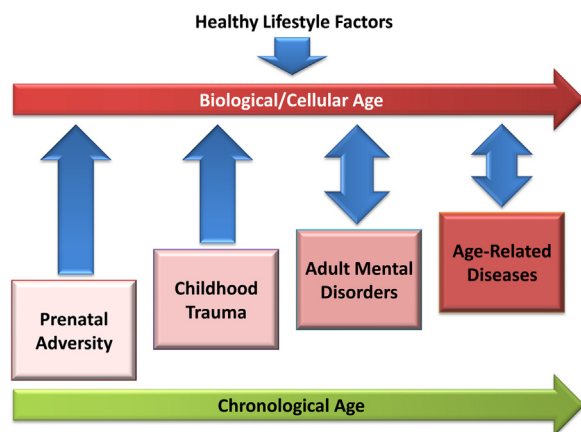 Healthy Lifestyle Factors
Biological/Cellular Age
Prenatal
Adversity
Childhood
Trauma
Adult Mental
Disorders
Age-Related
Diseases
Chronological Age